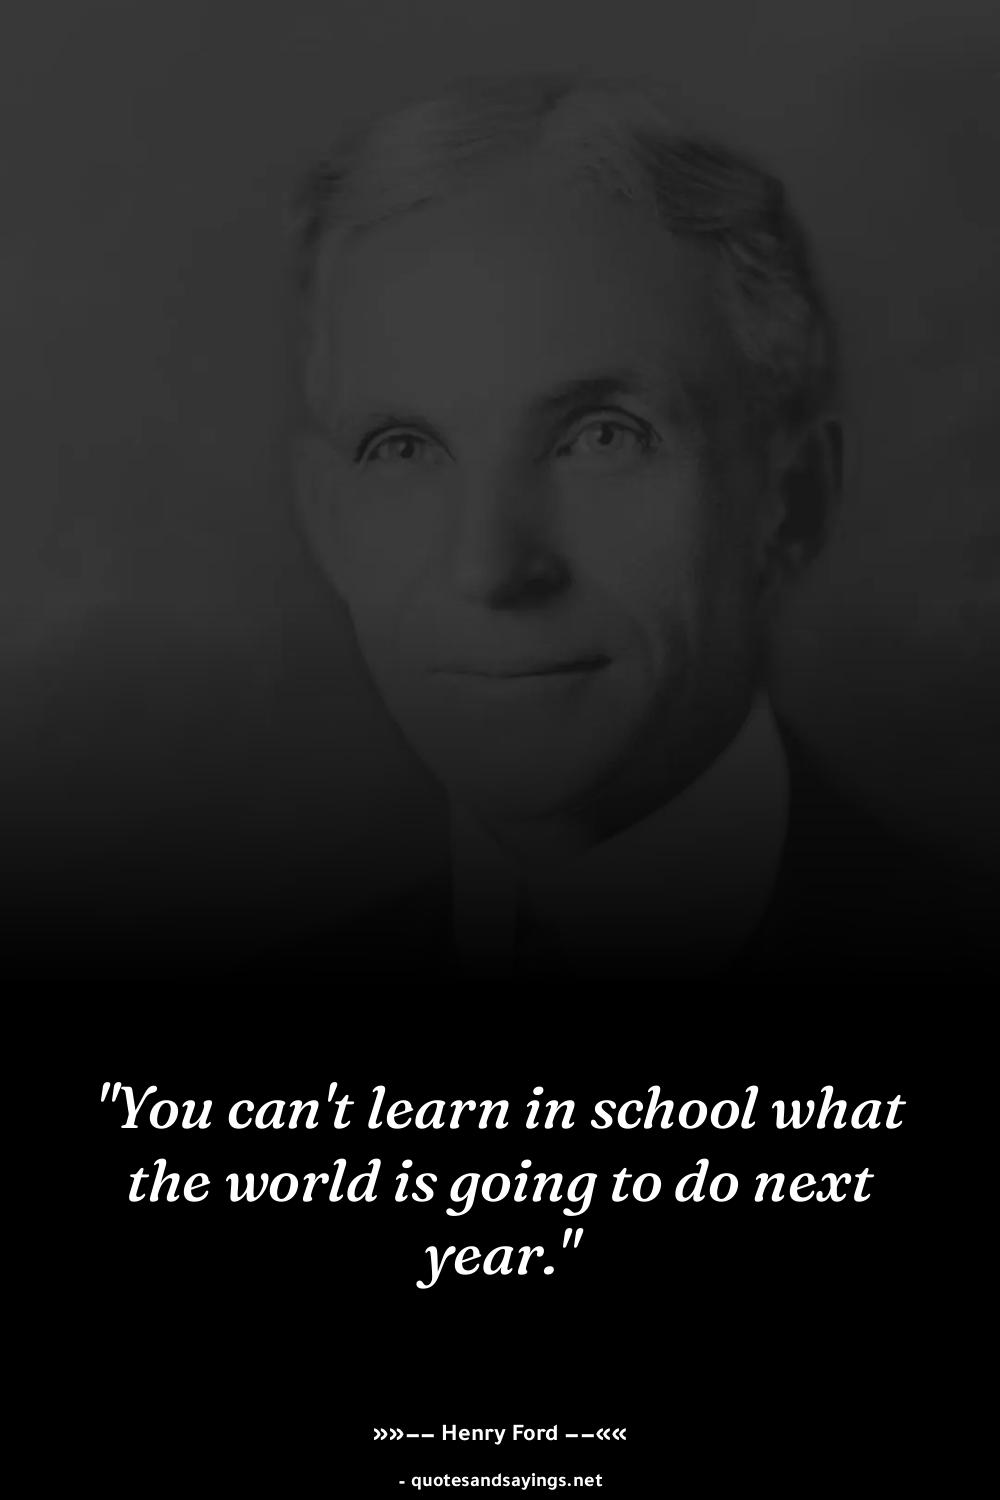 "You can't learn in school what
the world is going to do next
year."
»»−− Henry Ford −−««
- quotesandsayings.net